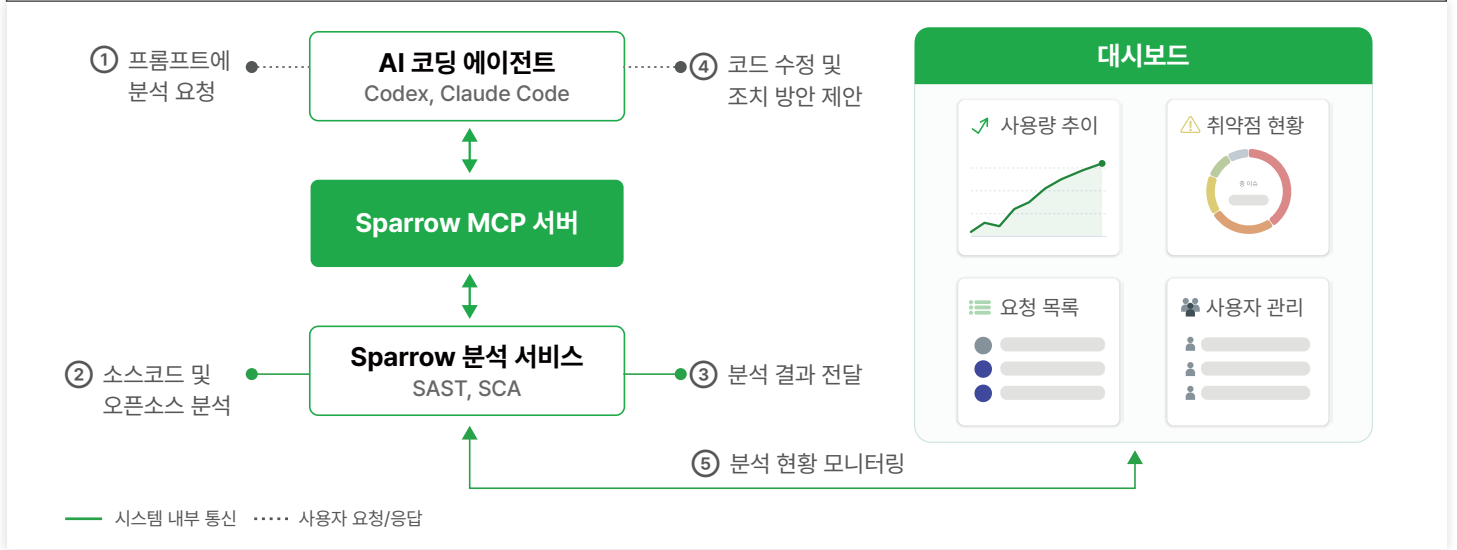 ① 프롬프트에
분석 요청
AI 코딩 에이전트
Codex, Claude Code
④ 코드 수정 및
조치 방안 제안
Sparrow MCP 서버
② 소스코드 및
오픈소스 분석
Sparrow 분석 서비스
SAST, SCA
③ 분석 결과 전달
⑤ 분석 현황 모니터링
대시보드
사용량 추이
취약점 현황
총 이슈
요청 목록
사용자 관리
시스템 내부 통신
사용자 요청/응답